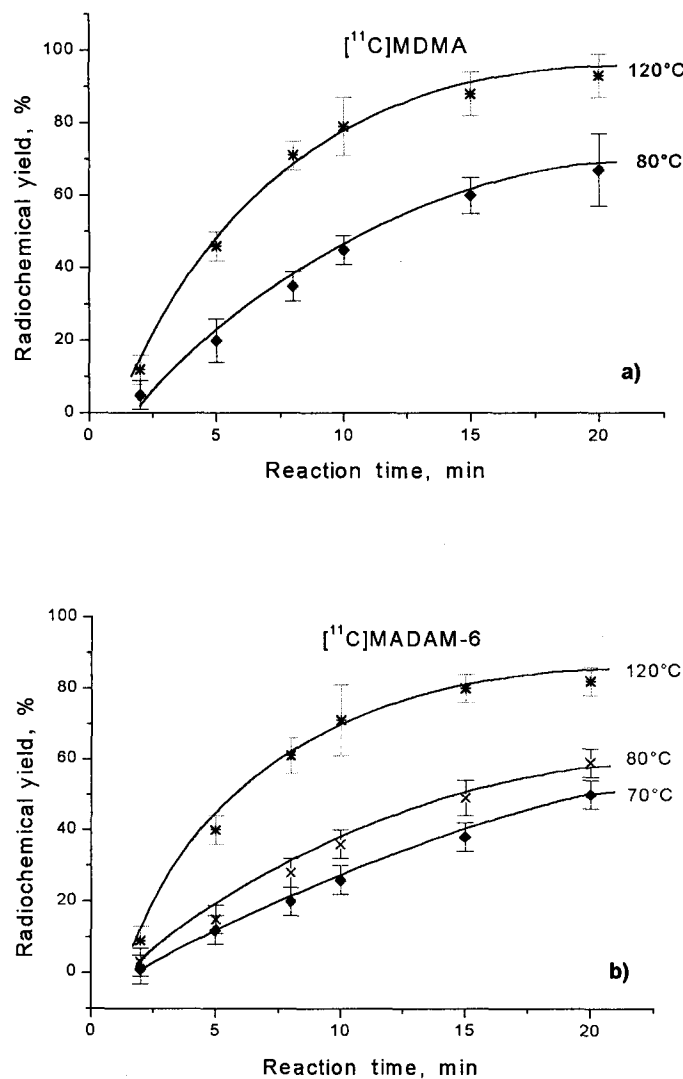 [¹¹C]MDMA
100
80
60
40
20
0
Radiochemical yield, %
120°C
80°C
a)
0
5
10
15
20
Reaction time, min
[¹¹C]MADAM-6
100
80
60
40
20
0
Radiochemical yield, %
120°C
80°C
70°C
b)
0
5
10
15
20
Reaction time, min